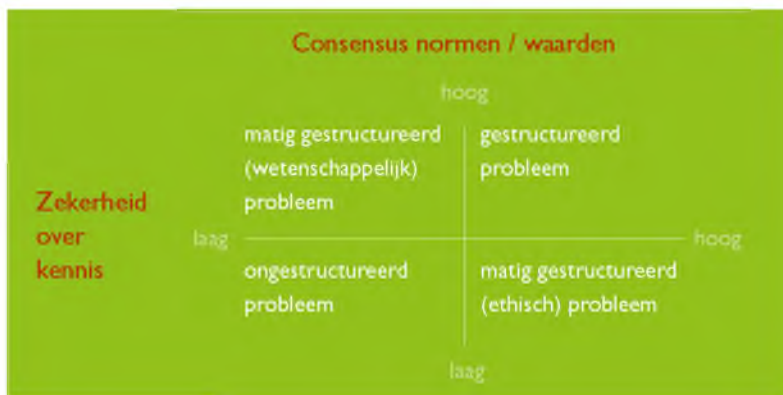 Consensus normen / waarden
hoog
matig gestructureerd
(wetenschappelijk)
probleem
gestructureerd
probleem
Zekerheid
over
kennis
laag
hoog
ongestructureerd
probleem
matig gestructureerd
(ethisch) probleem
laag